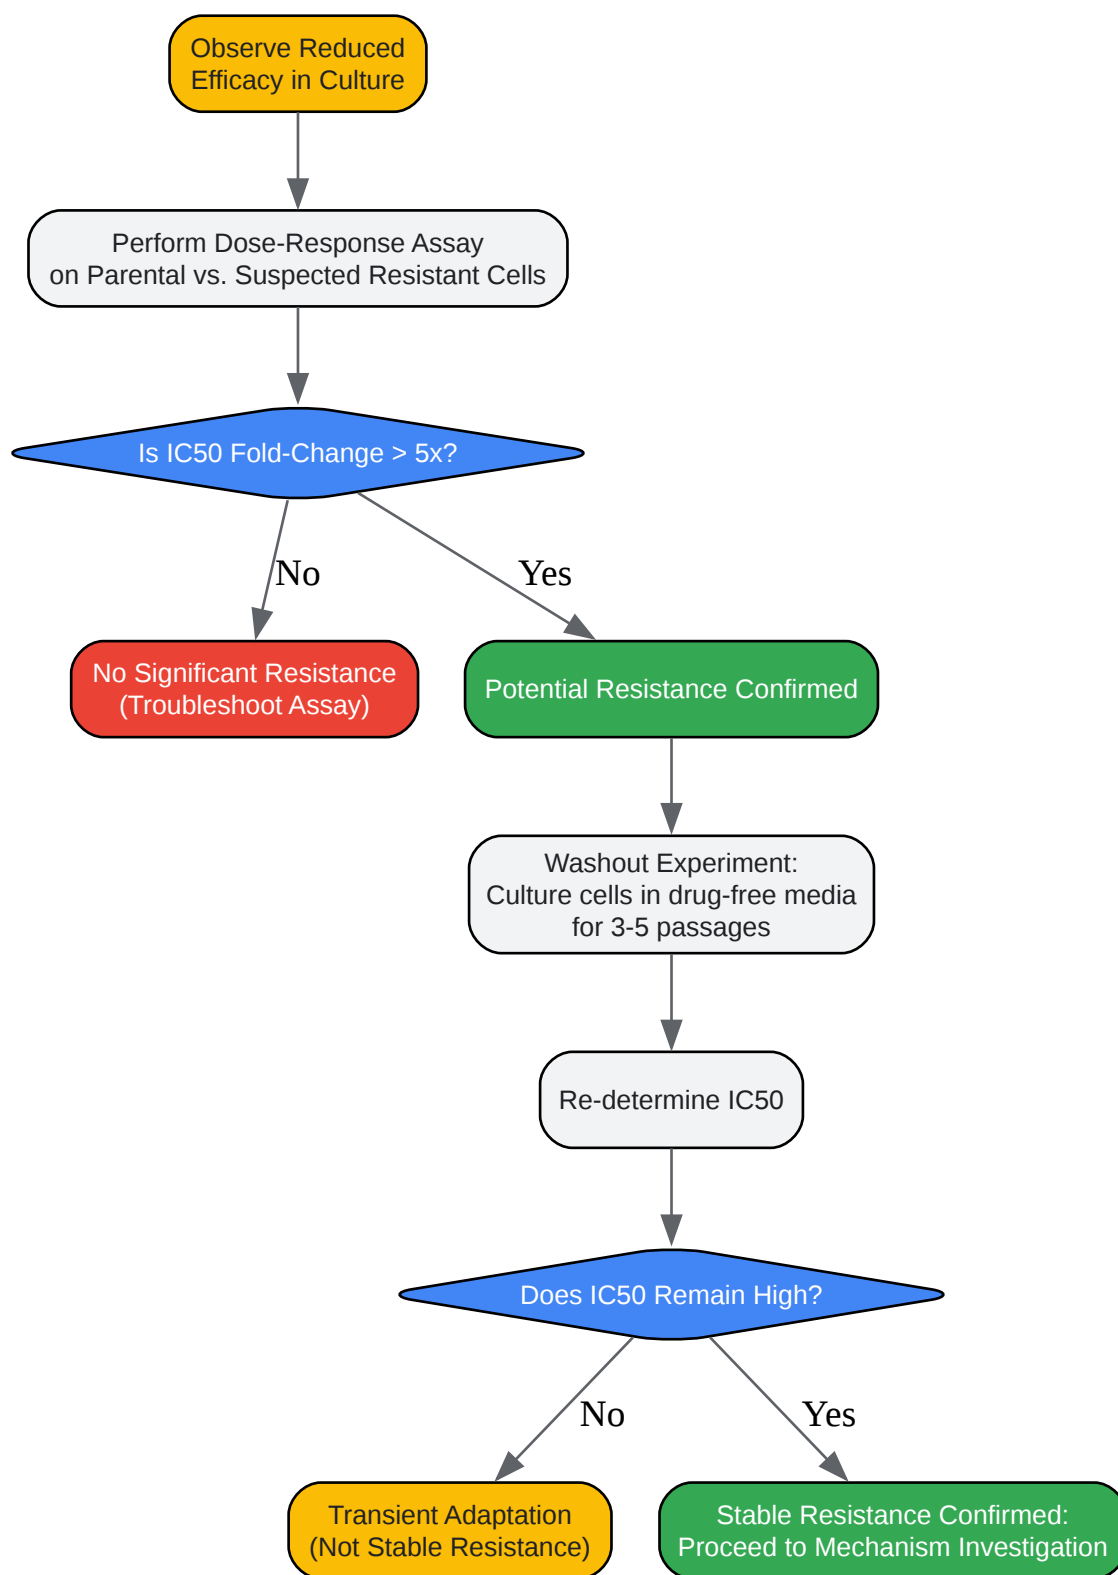 Observe Reduced
Efficacy in Culture
Perform Dose-Response Assay
on Parental vs. Suspected Resistant Cells
Is IC50 Fold-Change > 5x?
No
Yes
No Significant Resistance
(Troubleshoot Assay)
Potential Resistance Confirmed
Washout Experiment:
Culture cells in drug-free media
for 3-5 passages
Re-determine IC50
Does IC50 Remain High?
No
Yes
Transient Adaptation
(Not Stable Resistance)
Stable Resistance Confirmed:
Proceed to Mechanism Investigation